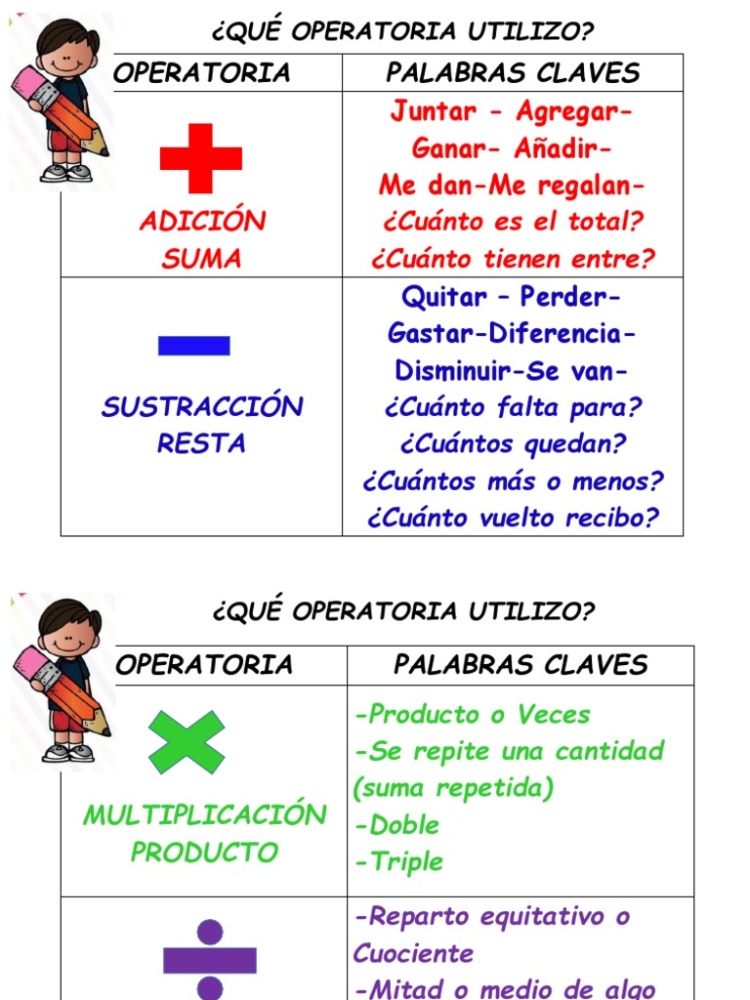 ¿QUÉ OPERATORIA UTILIZO?
OPERATORIA
PALABRAS CLAVES
ADICIÓN
SUMA
Juntar – Agregar-
Ganar- Añadir-
Me dan-Me regalan-
¿Cuánto es el total?
¿Cuánto tienen entre?
SUSTRACCIÓN
RESTA
Quitar – Perder-
Gastar-Diferencia-
Disminuir-Se van-
¿Cuánto falta para?
¿Cuántos quedan?
¿Cuántos más o menos?
¿Cuánto vuelto recibo?
¿QUÉ OPERATORIA UTILIZO?
OPERATORIA
PALABRAS CLAVES
MULTIPLICACIÓN
PRODUCTO
-Producto o Veces
-Se repite una cantidad
(suma repetida)
-Doble
-Triple
-Reparto equitativo o
Cuociente
-Mitad o medio de algo